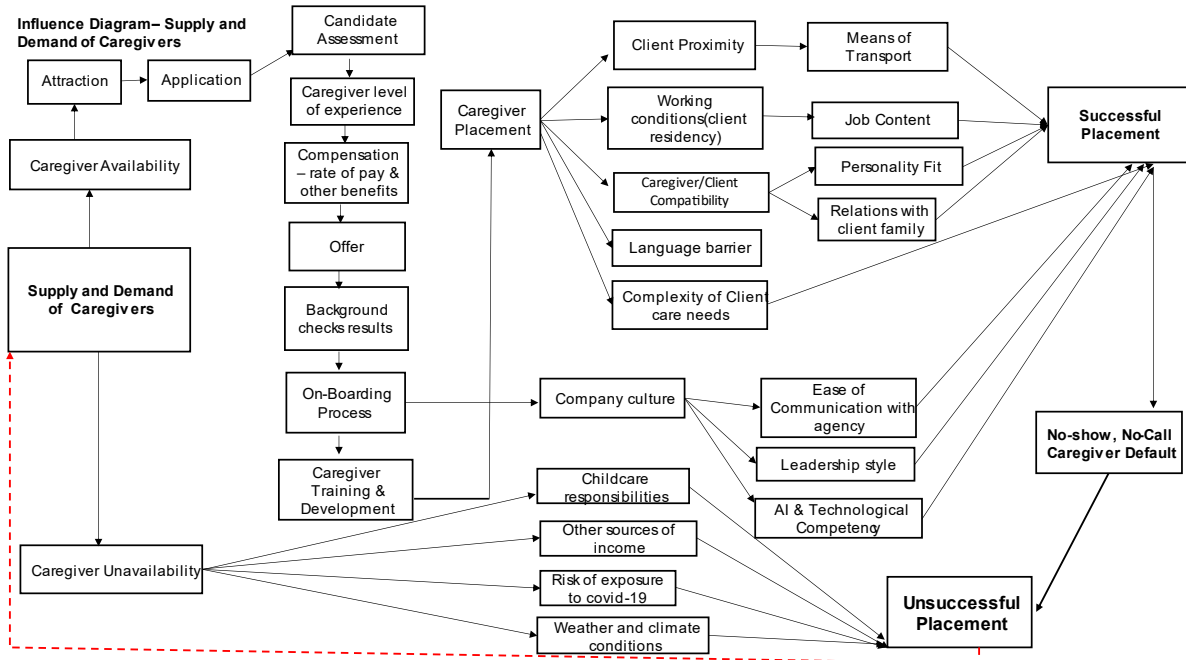 Influence Diagram– Supply and
Demand of Caregivers
Attraction
Application
Candidate
Assessment
Caregiver Availability
Supply and Demand
of Caregivers
Caregiver Unavailability
Caregiver level
of experience
Compensation
– rate of pay &
other benefits
Offer
Background
checks results
On-Boarding
Process
Caregiver
Training &
Development
Caregiver
Placement
Client Proximity
Working
conditions(client
residency)
Caregiver/Client
Compatibility
Language barrier
Complexity of Client
care needs
Means of
Transport
Job Content
Personality Fit
Relations with
client family
Successful
Placement
Company culture
Ease of
Communication with
agency
Leadership style
AI & Technological
Competency
No-show, No-Call
Caregiver Default
Childcare
responsibilities
Other sources of
income
Risk of exposure
to covid-19
Weather and climate
conditions
Unsuccessful
Placement